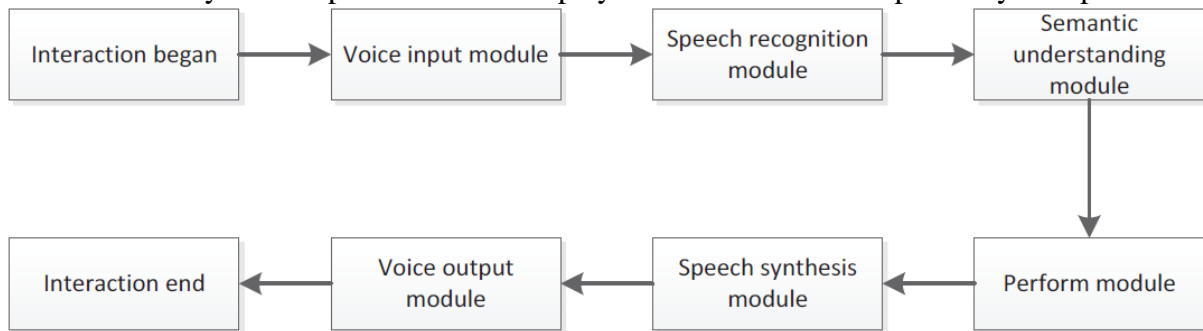 Interaction began
Voice input module
Speech recognition
module
Semantic
understanding
module
Interaction end
Voice output
module
Speech synthesis
module
Perform module